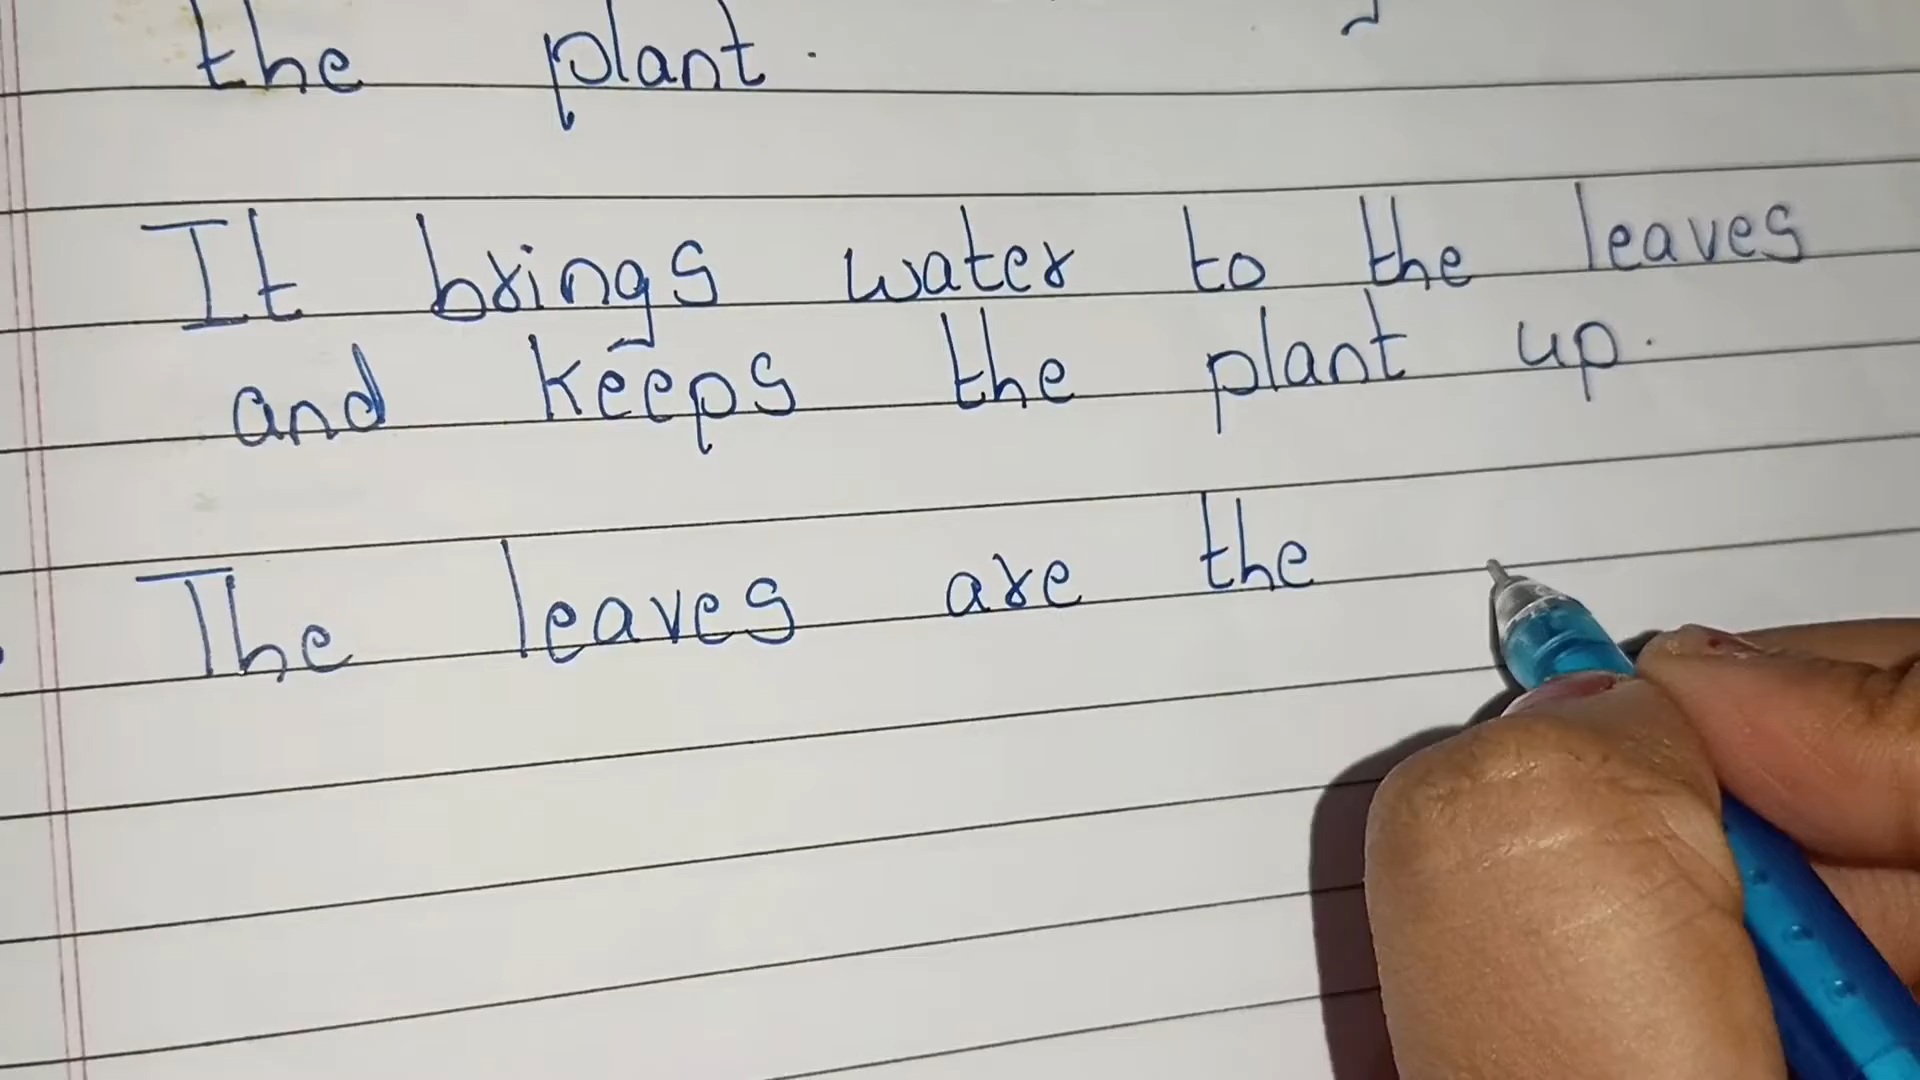 the plant.
It brings water to the leaves
and keeps the plant up.
The leaves are the